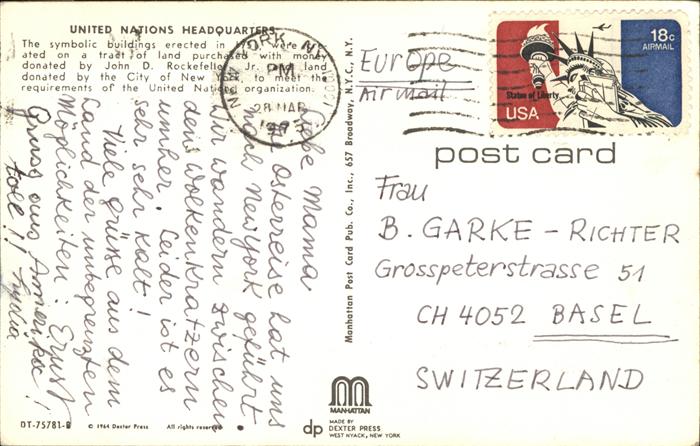 UNITED NATIONS HEADQUARTERS
The symbolic buildings erected in were
ated on a tract of land purchased with money
donated by John D. Rockefeller land
donated by the City of New York to meet the
requirements of the United Nations organization.
NEW YORK, N.Y.
PM
28 MAR
Europe
Air mail
18c
AIRMAIL
Statue of Liberty
USA
post card
Liebe Mama
Osterreise hat uns
nach New York geführt
Wir wandern zwischen
den Wolkenkratzern
umher. Leider ist es
sehr sehr kalt!
Viele grüsse aus dem
Land der unbegrenzten
Möglichkeiten: Ernst
Gruss aus Amerika!
toll!!
Frau
B. GARKE - RICHTER
Grosspeterstrasse 51
CH 4052 BASEL
SWITZERLAND
Manhattan Post Card Pub. Co., Inc., 657 Broadway, N.Y.C., N.Y.
MANHATTAN
dp
MADE BY
DEXTER PRESS
WEST NYACK, NEW YORK
DT-75781-B
© 1964 Dexter Press All rights reserved